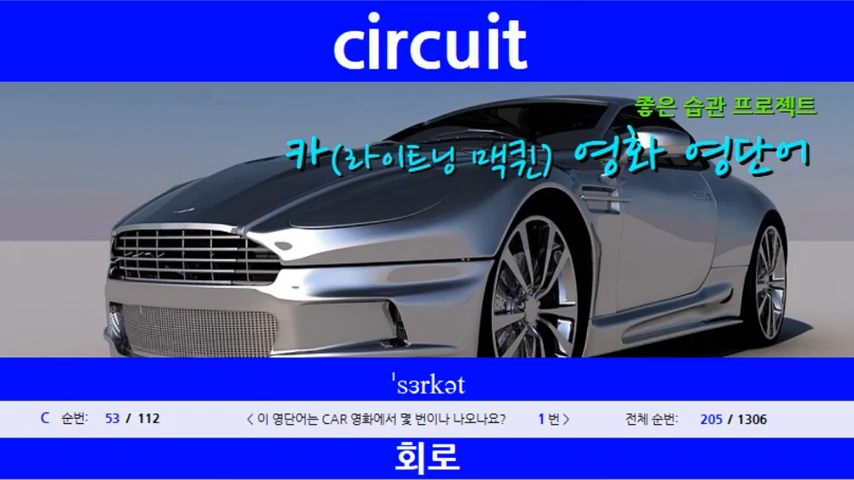 circuit
좋은 습관 프로젝트
카(라이트닝 맥퀸) 영화 영단어
ˈsɜrkət
C 순번: 53 / 112 < 이 영단어는 CAR 영화에서 몇 번이나 나오나요? 1 번 > 전체 순번: 205 / 1306
회로